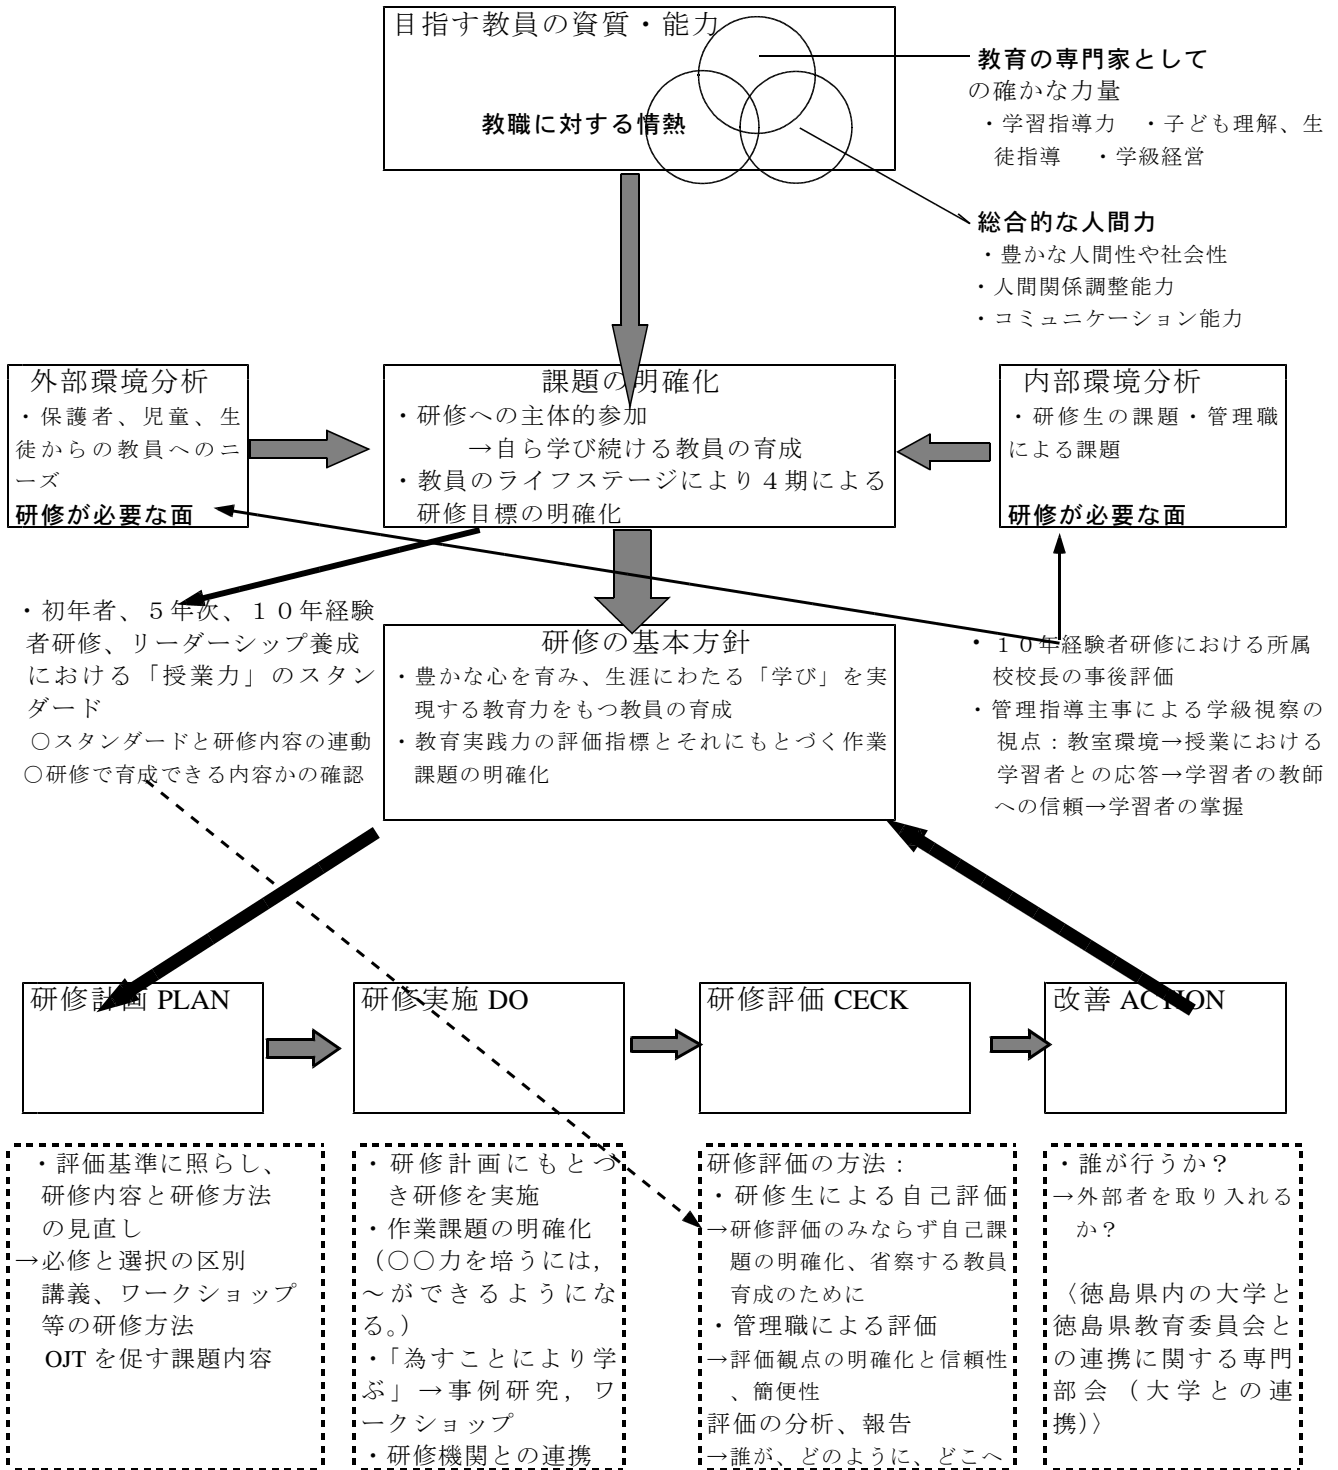 目指す教員の資質・能力
教職に対する情熱
教育の専門家として
の確かな力量
・学習指導力　・子ども理解、生
徒指導　・学級経営
総合的な人間力
・豊かな人間性や社会性
・人間関係調整能力
・コミュニケーション能力
外部環境分析
・保護者、児童、生
徒からの教員へのニ
ーズ
研修が必要な面
課題の明確化
・研修への主体的参加
→自ら学び続ける教員の育成
・教員のライフステージにより４期による
研修目標の明確化
内部環境分析
・研修生の課題・管理職
による課題
研修が必要な面
・初年者、５年次、１０年経験
者研修、リーダーシップ養成
における「授業力」のスタン
ダード
〇スタンダードと研修内容の連動
〇研修で育成できる内容かの確認
研修の基本方針
・豊かな心を育み、生涯にわたる「学び」を実
現する教育力をもつ教員の育成
・教育実践力の評価指標とそれにもとづく作業
課題の明確化
・１０年経験者研修における所属
校校長の事後評価
・管理指導主事による学級視察の
視点：教室環境→授業における
学習者との応答→学習者の教師
への信頼→学習者の掌握
研修計画 PLAN
研修実施 DO
研修評価 CECK
改善 ACTION
・評価基準に照らし、
研修内容と研修方法
の見直し
→必修と選択の区別
講義、ワークショップ
等の研修方法
OJT を促す課題内容
・研修計画にもとづ
き研修を実施
・作業課題の明確化
（〇〇力を培うには，
～ができるようにな
る。）
・「為すことにより学
ぶ」→事例研究，ワ
ークショップ
・研修機関との連携
研修評価の方法：
・研修生による自己評価
→研修評価のみならず自己課
題の明確化、省察する教員
育成のために
・管理職による評価
→評価観点の明確化と信頼性
、簡便性
評価の分析、報告
→誰が、どのように、どこへ
・誰が行うか？
→外部者を取り入れる
か？
〈徳島県内の大学と
徳島県教育委員会と
の連携に関する専門
部会（大学との連
携）〉